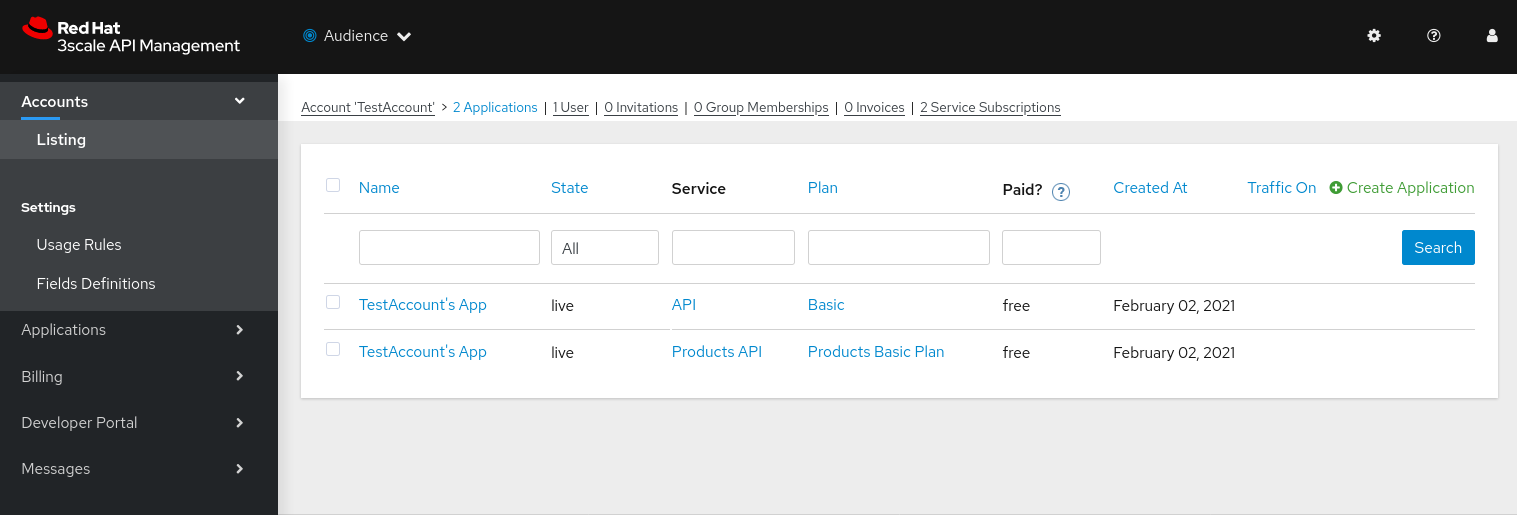 Red Hat
3scale API Management
Audience
Accounts
Listing
Settings
Usage Rules
Fields Definitions
Applications
Billing
Developer Portal
Messages
Account 'TestAccount' > 2 Applications | 1 User | 0 Invitations | 0 Group Memberships | 0 Invoices | 2 Service Subscriptions
Name State Service Plan Paid? ? Created At Traffic On Create Application
All Search
TestAccount's App live API Basic free February 02, 2021
TestAccount's App live Products API Products Basic Plan free February 02, 2021